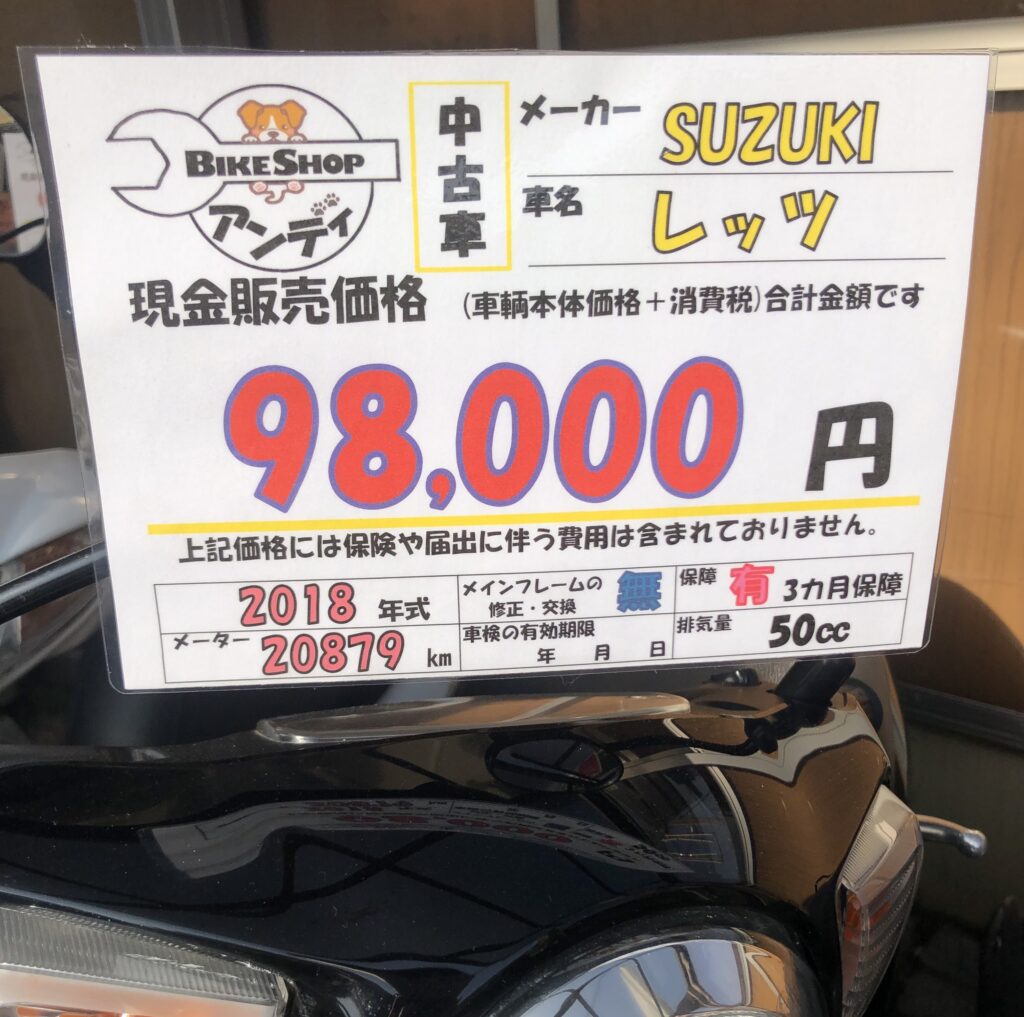 BIKE SHOP
アンディ
中古車
メーカー SUZUKI
車名 レッツ
現金販売価格 (車輌本体価格+消費税)合計金額です
98,000 円
上記価格には保険や届出に伴う費用は含まれておりません。
2018 年式
メインフレームの修正・交換 無
保障 有 3カ月保障
メーター 20879 km
車検の有効期限 年 月 日
排気量 50cc